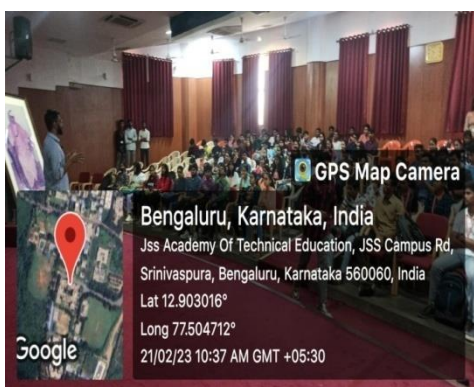 GPS Map Camera
Bengaluru, Karnataka, India
Jss Academy Of Technical Education, JSS Campus Rd,
Srinivaspura, Bengaluru, Karnataka 560060, India
Lat 12.903016°
Long 77.504712°
21/02/23 10:37 AM GMT +05:30
Google